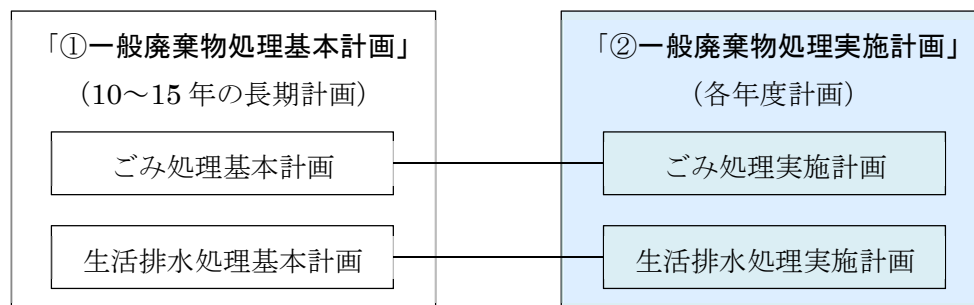 「①一般廃棄物処理基本計画」
（10～15年の長期計画）
ごみ処理基本計画
生活排水処理基本計画
「②一般廃棄物処理実施計画」
（各年度計画）
ごみ処理実施計画
生活排水処理実施計画